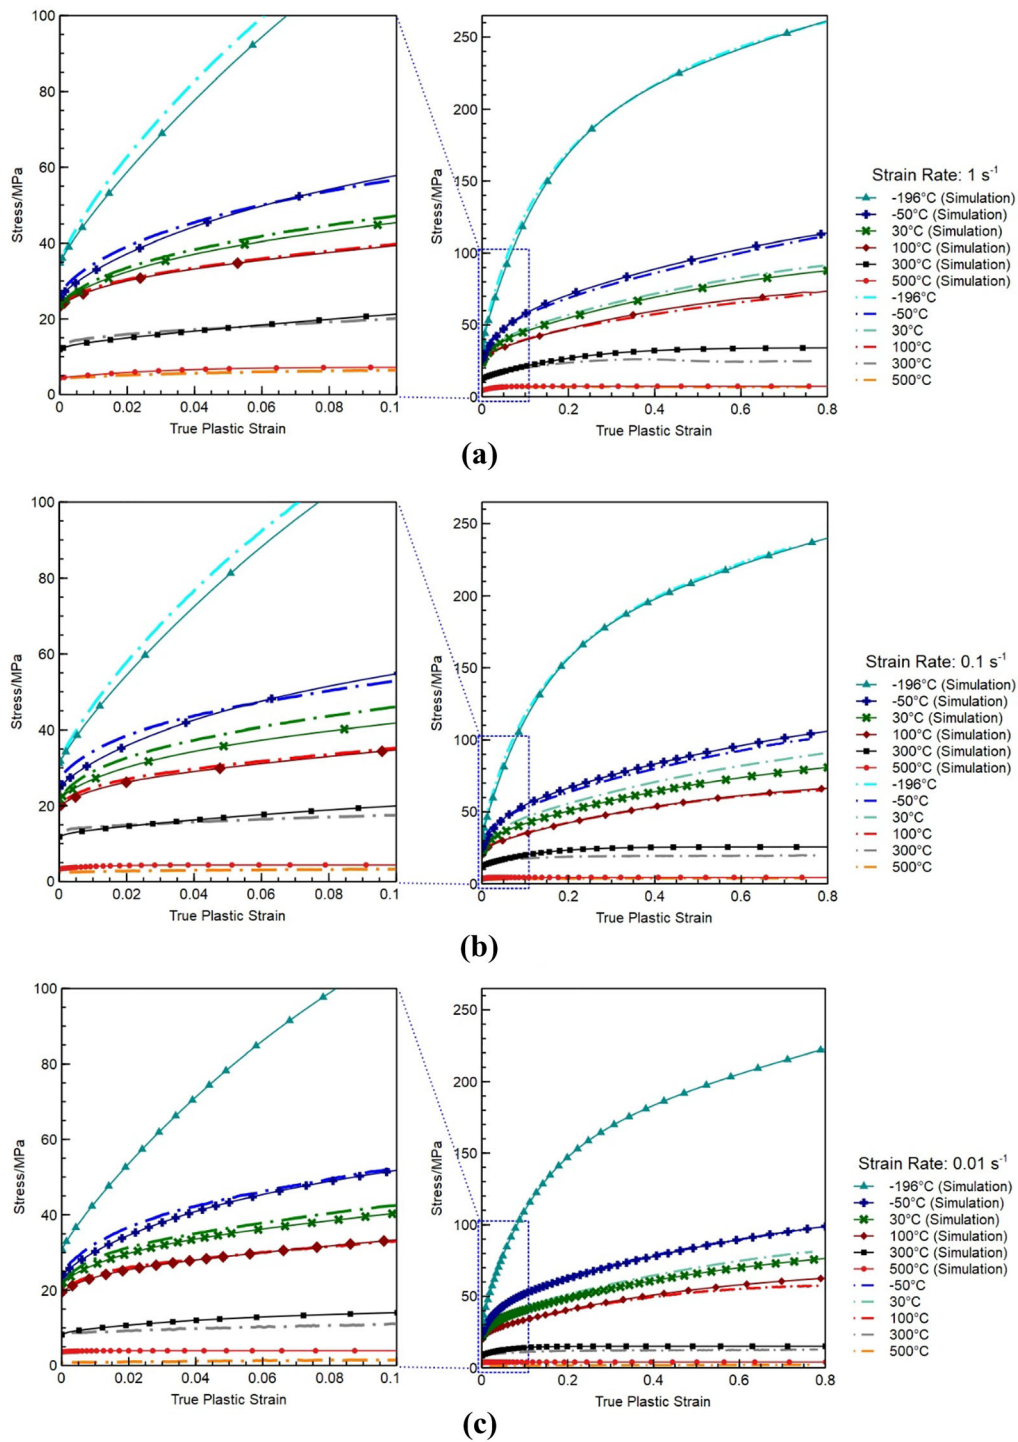 100
80
60
40
20
0
Stress/MPa
0
0.02
0.04
0.06
0.08
0.1
True Plastic Strain
250
200
150
100
50
0
Stress/MPa
0
0.2
0.4
0.6
0.8
True Plastic Strain
Strain Rate: 1 s⁻¹
-196°C (Simulation)
-50°C (Simulation)
30°C (Simulation)
100°C (Simulation)
300°C (Simulation)
500°C (Simulation)
-196°C
-50°C
30°C
100°C
300°C
500°C
(a)
100
80
60
40
20
0
Stress/MPa
0
0.02
0.04
0.06
0.08
0.1
True Plastic Strain
250
200
150
100
50
0
Stress/MPa
0
0.2
0.4
0.6
0.8
True Plastic Strain
Strain Rate: 0.1 s⁻¹
-196°C (Simulation)
-50°C (Simulation)
30°C (Simulation)
100°C (Simulation)
300°C (Simulation)
500°C (Simulation)
-196°C
-50°C
30°C
100°C
300°C
500°C
(b)
100
80
60
40
20
0
Stress/MPa
0
0.02
0.04
0.06
0.08
0.1
True Plastic Strain
250
200
150
100
50
0
Stress/MPa
0
0.2
0.4
0.6
0.8
True Plastic Strain
Strain Rate: 0.01 s⁻¹
-196°C (Simulation)
-50°C (Simulation)
30°C (Simulation)
100°C (Simulation)
300°C (Simulation)
500°C (Simulation)
-50°C
30°C
100°C
300°C
500°C
(c)